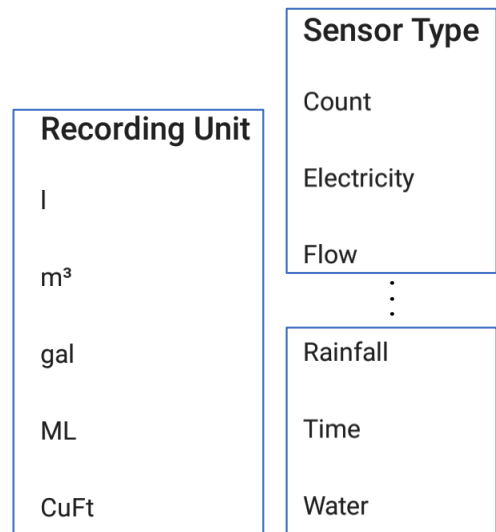 Recording Unit
l
m³
gal
ML
CuFt
Sensor Type
Count
Electricity
Flow
Rainfall
Time
Water